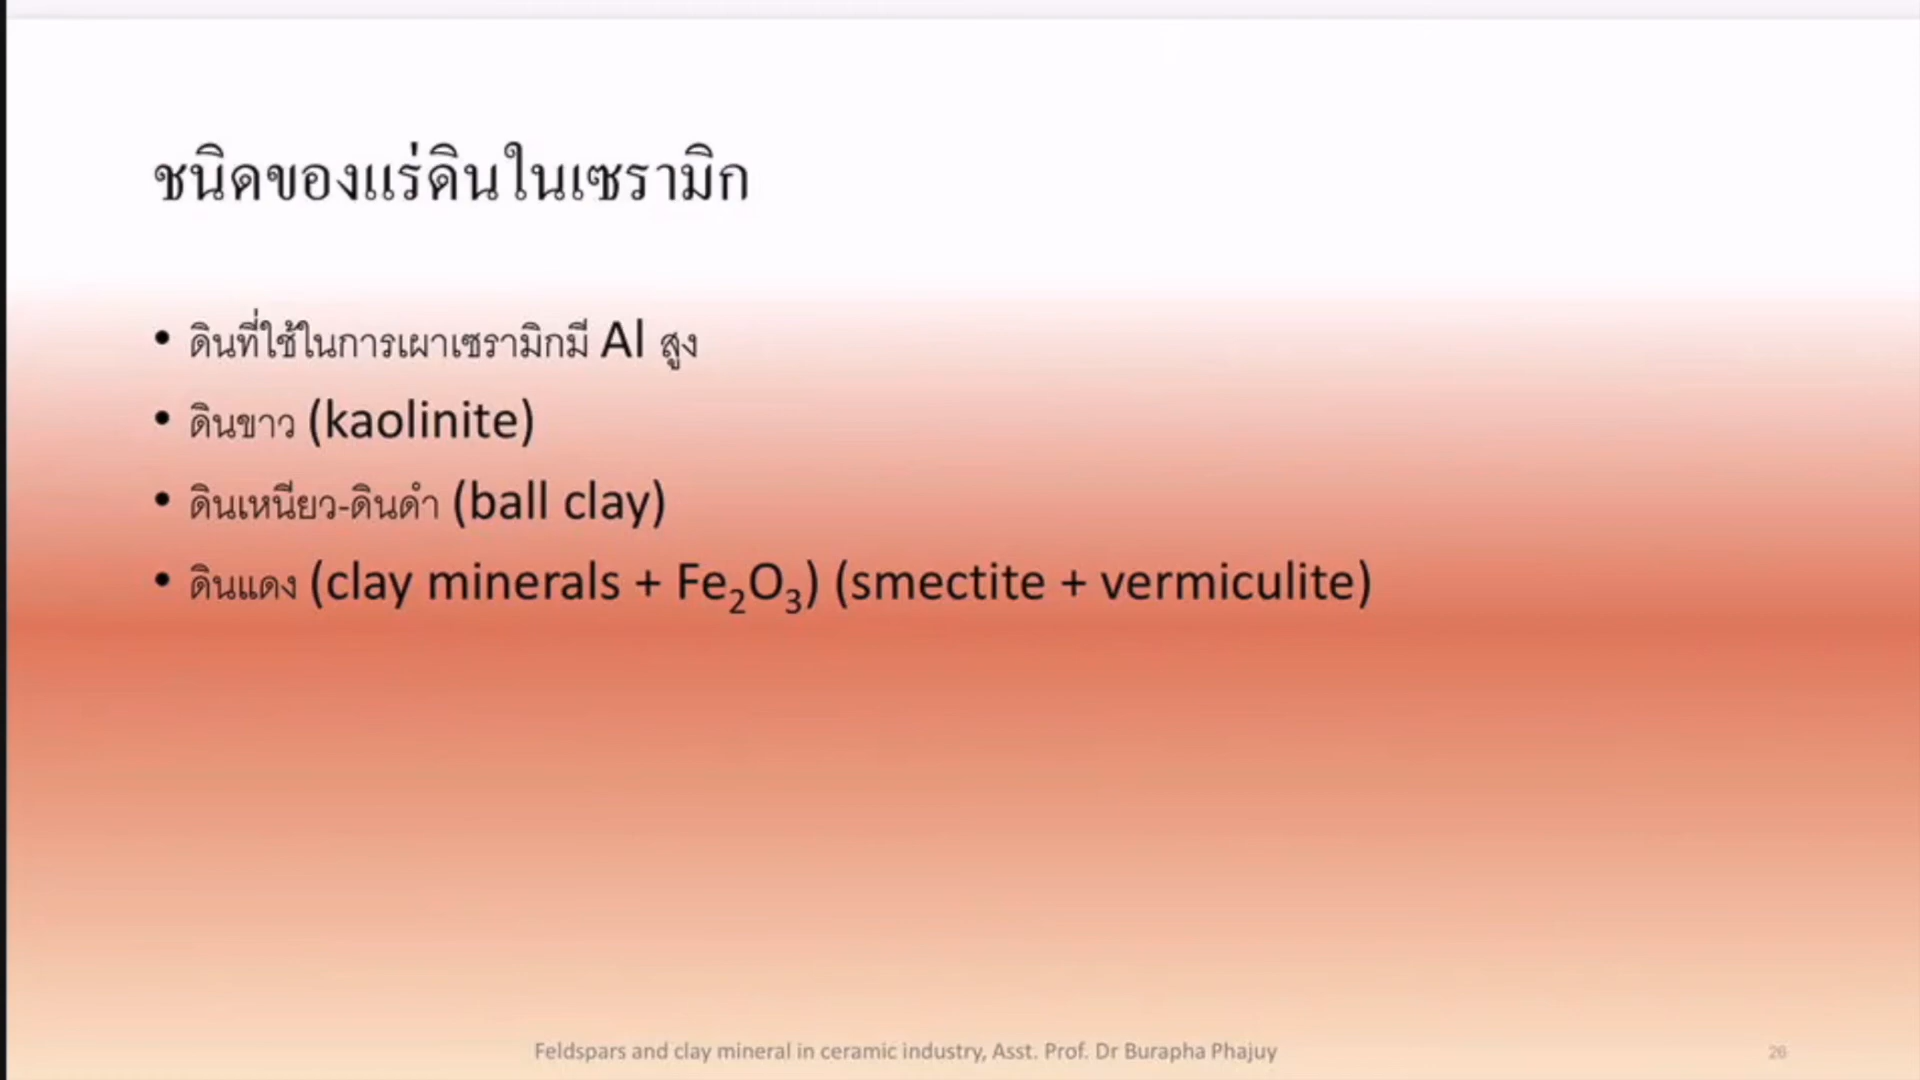 ชนิดของแร่ดินในเซรามิก
• ดินที่ใช้ในการเผาเซรามิกมี Al สูง
• ดินขาว (kaolinite)
• ดินเหนียว-ดินดำ (ball clay)
• ดินแดง (clay minerals + Fe₂O₃) (smectite + vermiculite)
Feldspars and clay mineral in ceramic industry, Asst. Prof. Dr Burapha Phajuy
26